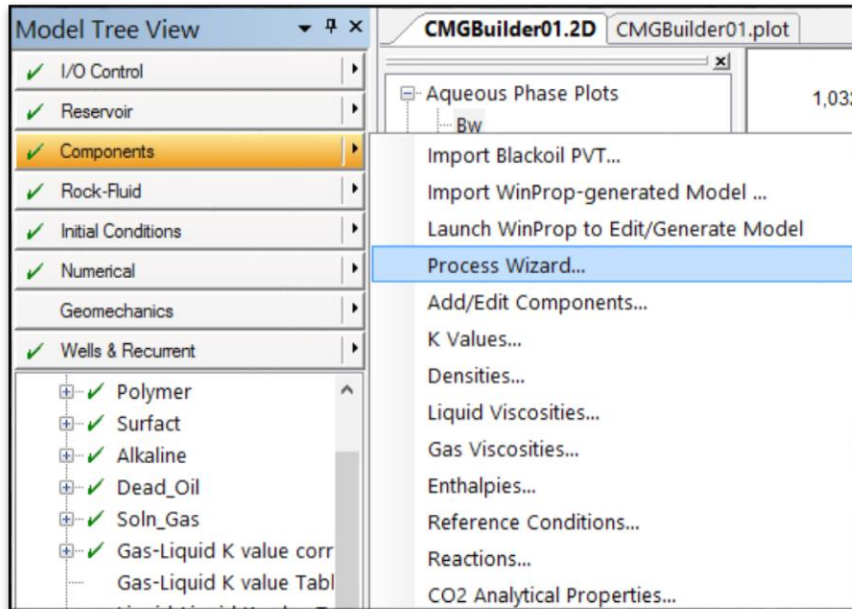 Model Tree View
I/O Control
Reservoir
Components
Rock-Fluid
Initial Conditions
Numerical
Geomechanics
Wells & Recurrent
Polymer
Surfact
Alkaline
Dead_Oil
Soln_Gas
Gas-Liquid K value corr
Gas-Liquid K value Tabl
CMGBuilder01.2D CMGBuilder01.plot
Aqueous Phase Plots
Bw
1,032
Import Blackoil PVT...
Import WinProp-generated Model ...
Launch WinProp to Edit/Generate Model
Process Wizard...
Add/Edit Components...
K Values...
Densities...
Liquid Viscosities...
Gas Viscosities...
Enthalpies...
Reference Conditions...
Reactions...
CO2 Analytical Properties...